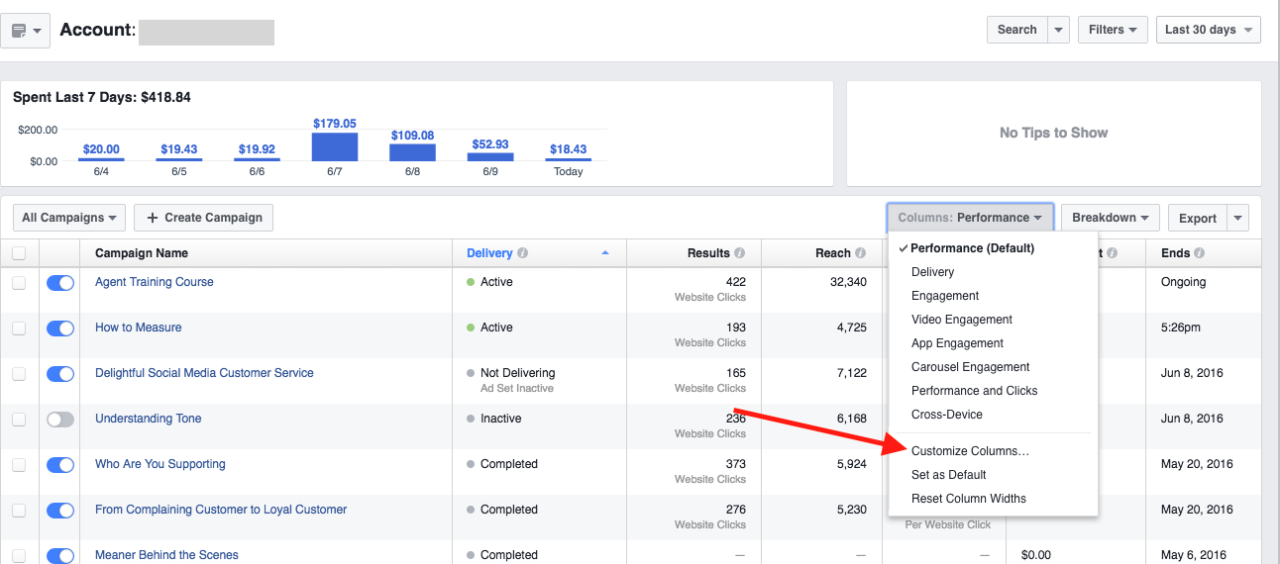 Account:
Search
Filters
Last 30 days
Spent Last 7 Days: $418.84
$200.00
$0.00
$20.00 $19.43 $19.92 $179.05 $109.08 $52.93 $18.43
6/4 6/5 6/6 6/7 6/8 6/9 Today
No Tips to Show
All Campaigns
+ Create Campaign
Columns: Performance
Breakdown
Export
Campaign Name Delivery Results Reach t Ends
Agent Training Course Active 422 32,340 Ongoing
Website Clicks
How to Measure Active 193 4,725 5:26pm
Website Clicks
Delightful Social Media Customer Service Not Delivering 165 7,122 Jun 8, 2016
Ad Set Inactive Website Clicks
Understanding Tone Inactive 236 6,168 Jun 8, 2016
Website Clicks
Who Are You Supporting Completed 373 5,924 May 20, 2016
Website Clicks
From Complaining Customer to Loyal Customer Completed 276 5,230 May 20, 2016
Website Clicks Per Website Click
Meaner Behind the Scenes Completed — — — $0.00 May 6, 2016
Performance (Default)
Delivery
Engagement
Video Engagement
App Engagement
Carousel Engagement
Performance and Clicks
Cross-Device
Customize Columns...
Set as Default
Reset Column Widths